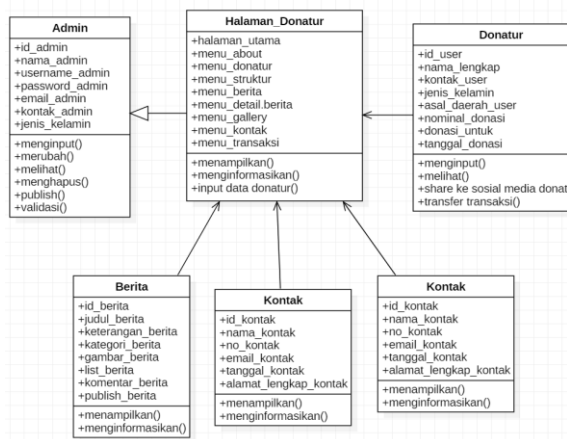 Admin
+id_admin
+nama_admin
+username_admin
+password_admin
+email_admin
+kontak_admin
+jenis_kelamin
+menginput()
+merubah()
+melihat()
+menghapus()
+publish()
+validasi()
Halaman_Donatur
+halaman_utama
+menu_about
+menu_donatur
+menu_struktur
+menu_berita
+menu_detail.berita
+menu_gallery
+menu_kontak
+menu_transaksi
+menampilkan()
+menginformasikan()
+input data donatur()
Donatur
+id_user
+nama_lengkap
+kontak_user
+jenis_kelamin
+asal_daerah_user
+nominal_donasi
+donasi_untuk
+tanggal_donasi
+menginput()
+melihat()
+share ke sosial media donat
+transfer transaksi()
Berita
+id_berita
+judul_berita
+keterangan_berita
+kategori_berita
+gambar_berita
+list_berita
+komentar_berita
+publish_berita
+menampilkan()
+menginformasikan()
Kontak
+id_kontak
+nama_kontak
+no_kontak
+email_kontak
+tanggal_kontak
+alamat_lengkap_kontak
+menampilkan()
+menginformasikan()
Kontak
+id_kontak
+nama_kontak
+no_kontak
+email_kontak
+tanggal_kontak
+alamat_lengkap_kontak
+menampilkan()
+menginformasikan()